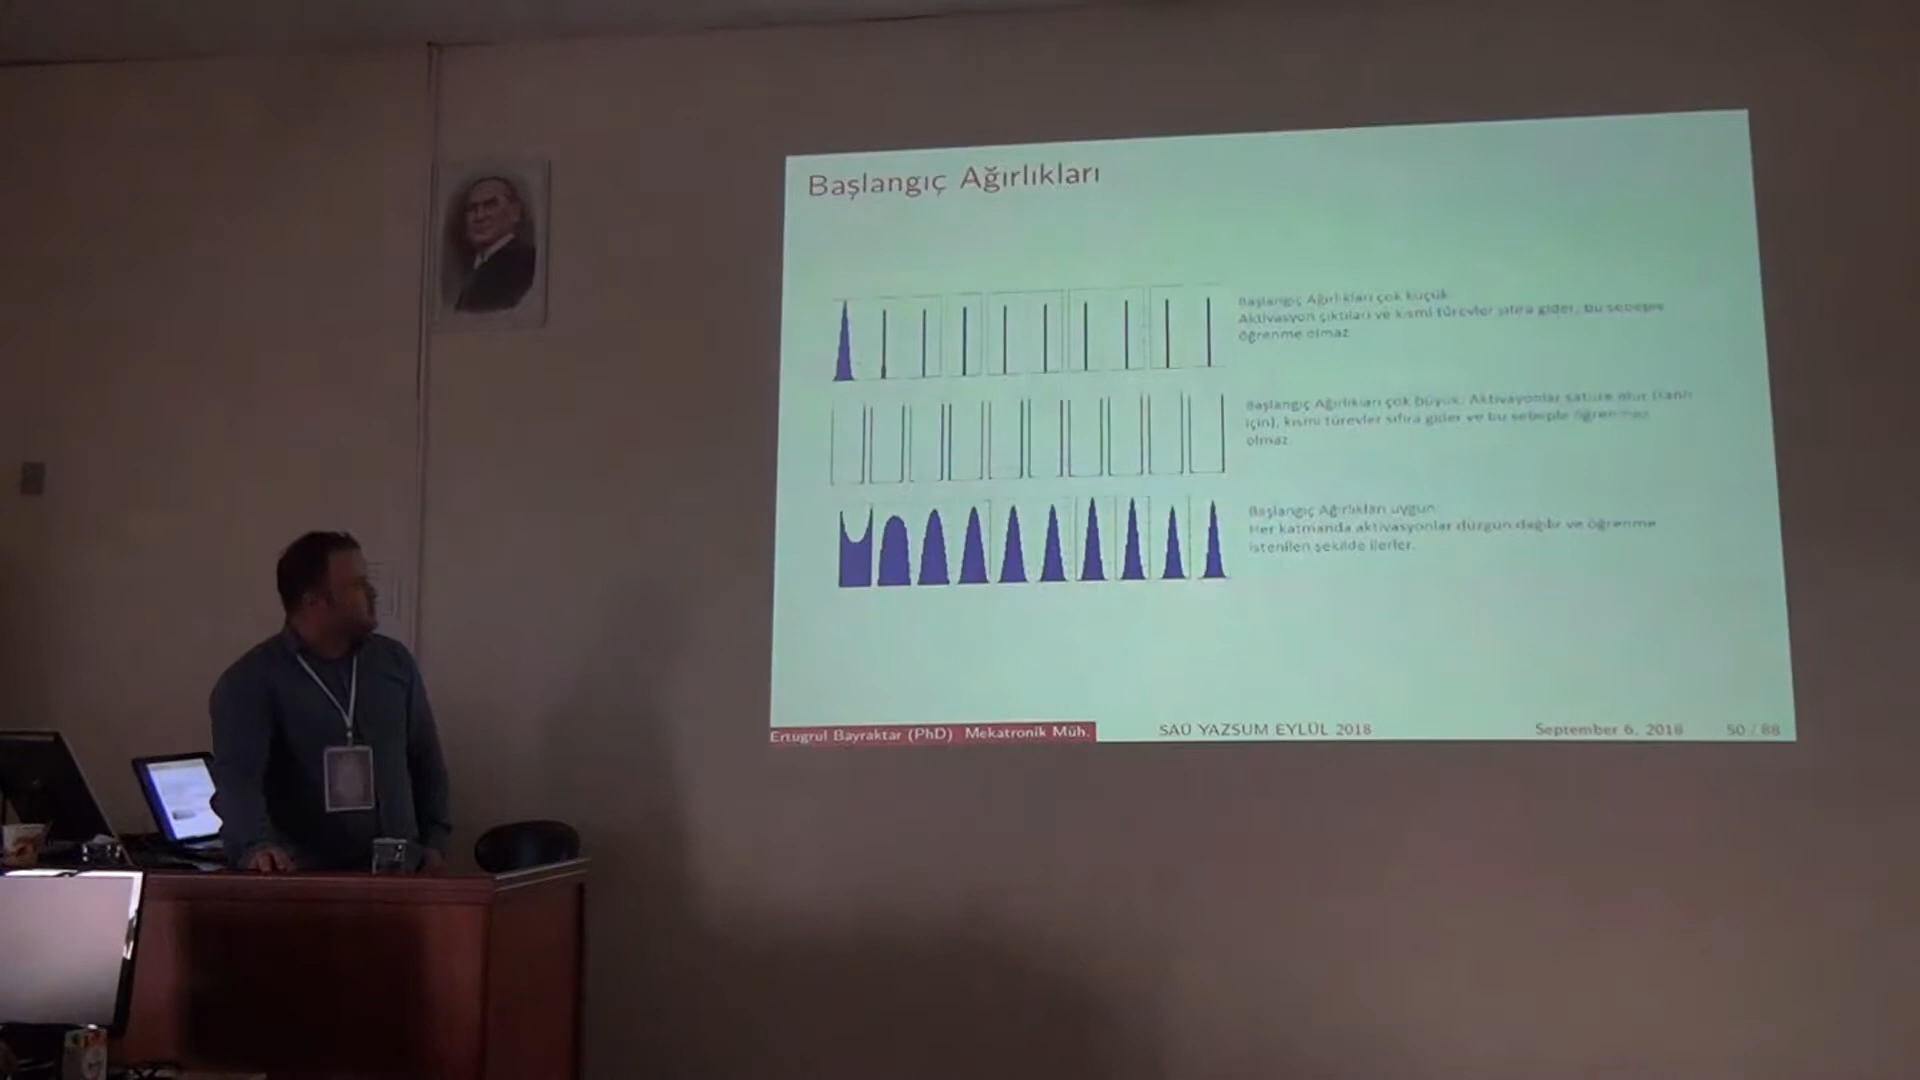 Başlangıç Ağırlıkları
Başlangıç Ağırlıkları çok küçük.
Aktivasyon çıktıları ve kısmi türevler sıfıra gider, bu sebeple
öğrenme olmaz.
Başlangıç Ağırlıkları çok büyük. Aktivayonlar satüre olur (tanh
için), kısmi türevler sıfıra gider ve bu sebeple
olmaz.
Başlangıç Ağırlıkları uygun.
Her katmanda aktivasyonlar düzgün dağılır ve öğrenme
istenilen şekilde ilerler.
Ertugrul Bayraktar (PhD) Mekatronik Müh.
SAÜ YAZSUM EYLÜL 2018
September 6, 2018
50 / 88